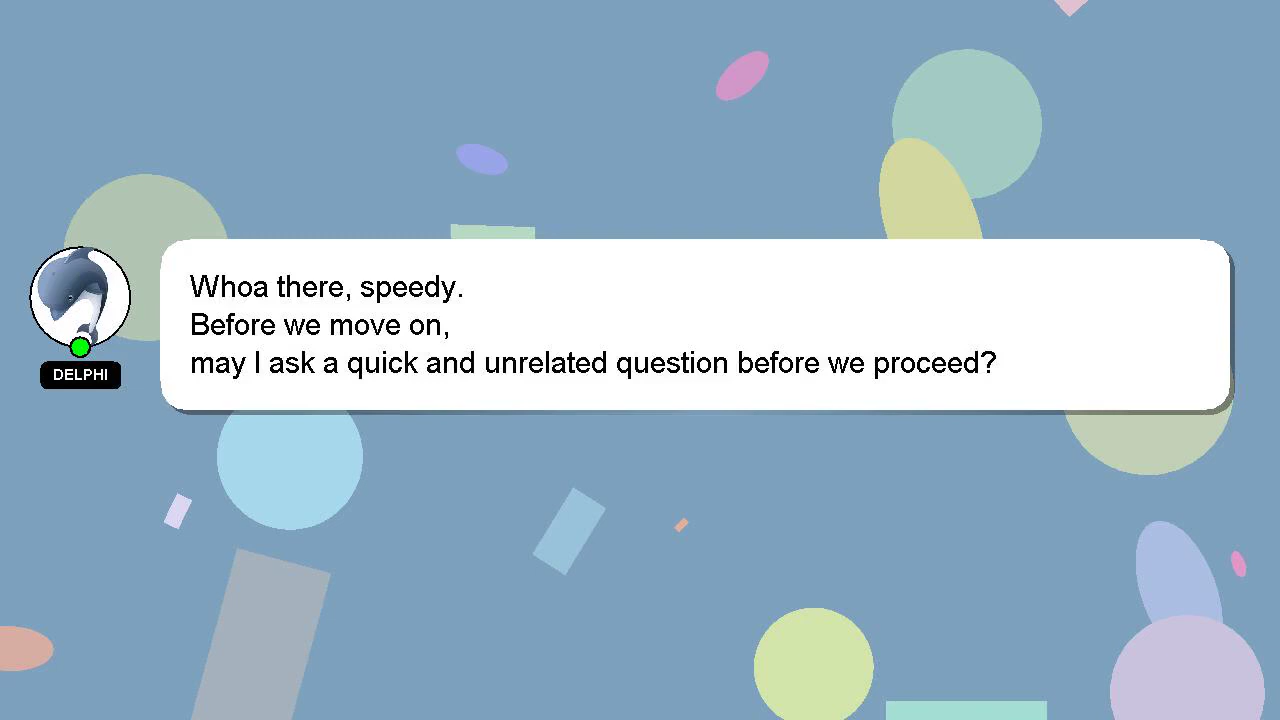 Whoa there, speedy.
Before we move on,
may I ask a quick and unrelated question before we proceed?
DELPHI